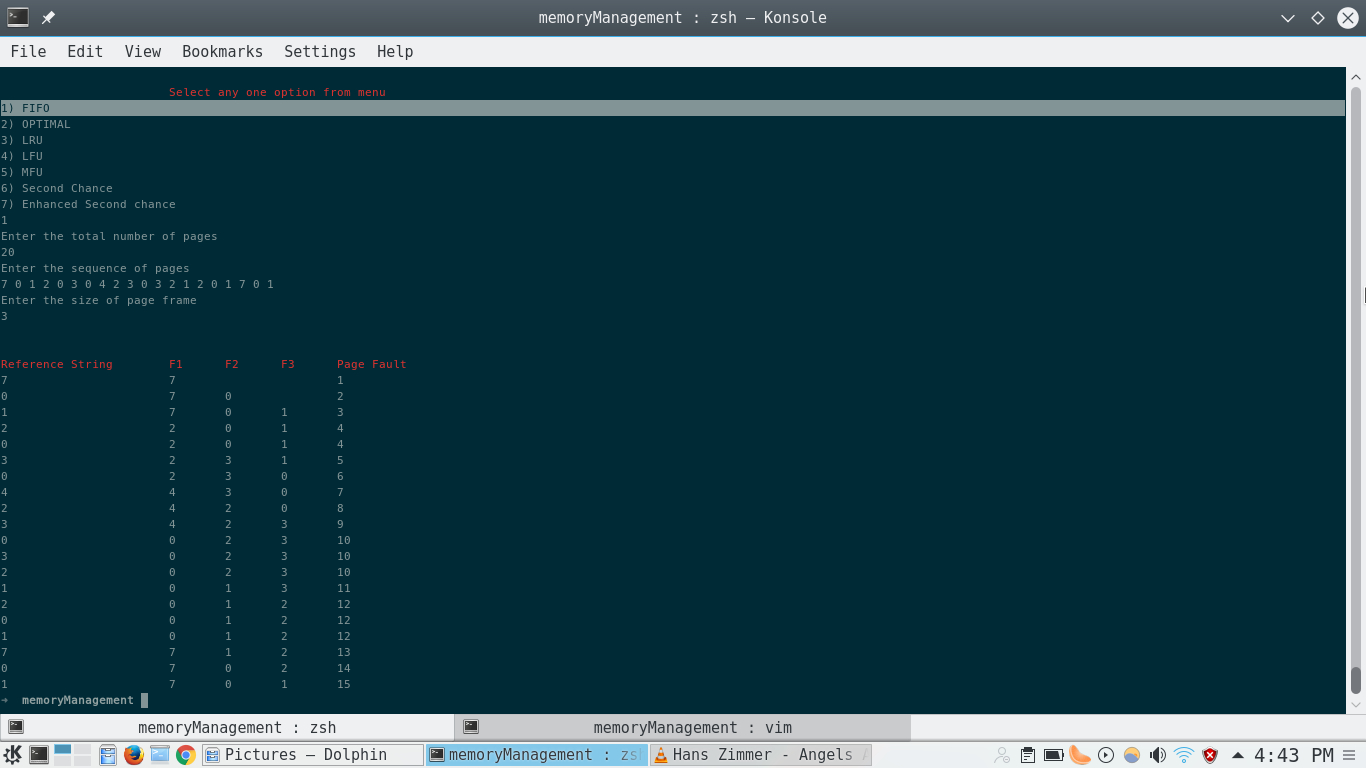 memoryManagement : zsh — Konsole
File Edit View Bookmarks Settings Help
Select any one option from menu
1) FIFO
2) OPTIMAL
3) LRU
4) LFU
5) MFU
6) Second Chance
7) Enhanced Second chance
1
Enter the total number of pages
20
Enter the sequence of pages
7 0 1 2 0 3 0 4 2 3 0 3 2 1 2 0 1 7 0 1
Enter the size of page frame
3
Reference String F1 F2 F3 Page Fault
7 7 1
0 7 0 2
1 7 0 1 3
2 2 0 1 4
0 2 0 1 4
3 2 3 1 5
0 2 3 0 6
4 4 3 0 7
2 4 2 0 8
3 4 2 3 9
0 0 2 3 10
3 0 2 3 10
2 0 2 3 10
1 0 1 3 11
2 0 1 2 12
0 0 1 2 12
1 0 1 2 12
7 7 1 2 13
0 7 0 2 14
1 7 0 1 15
→ memoryManagement
memoryManagement : zsh memoryManagement : vim
Pictures — Dolphin memoryManagement : zs Hans Zimmer - Angels 4:43 PM